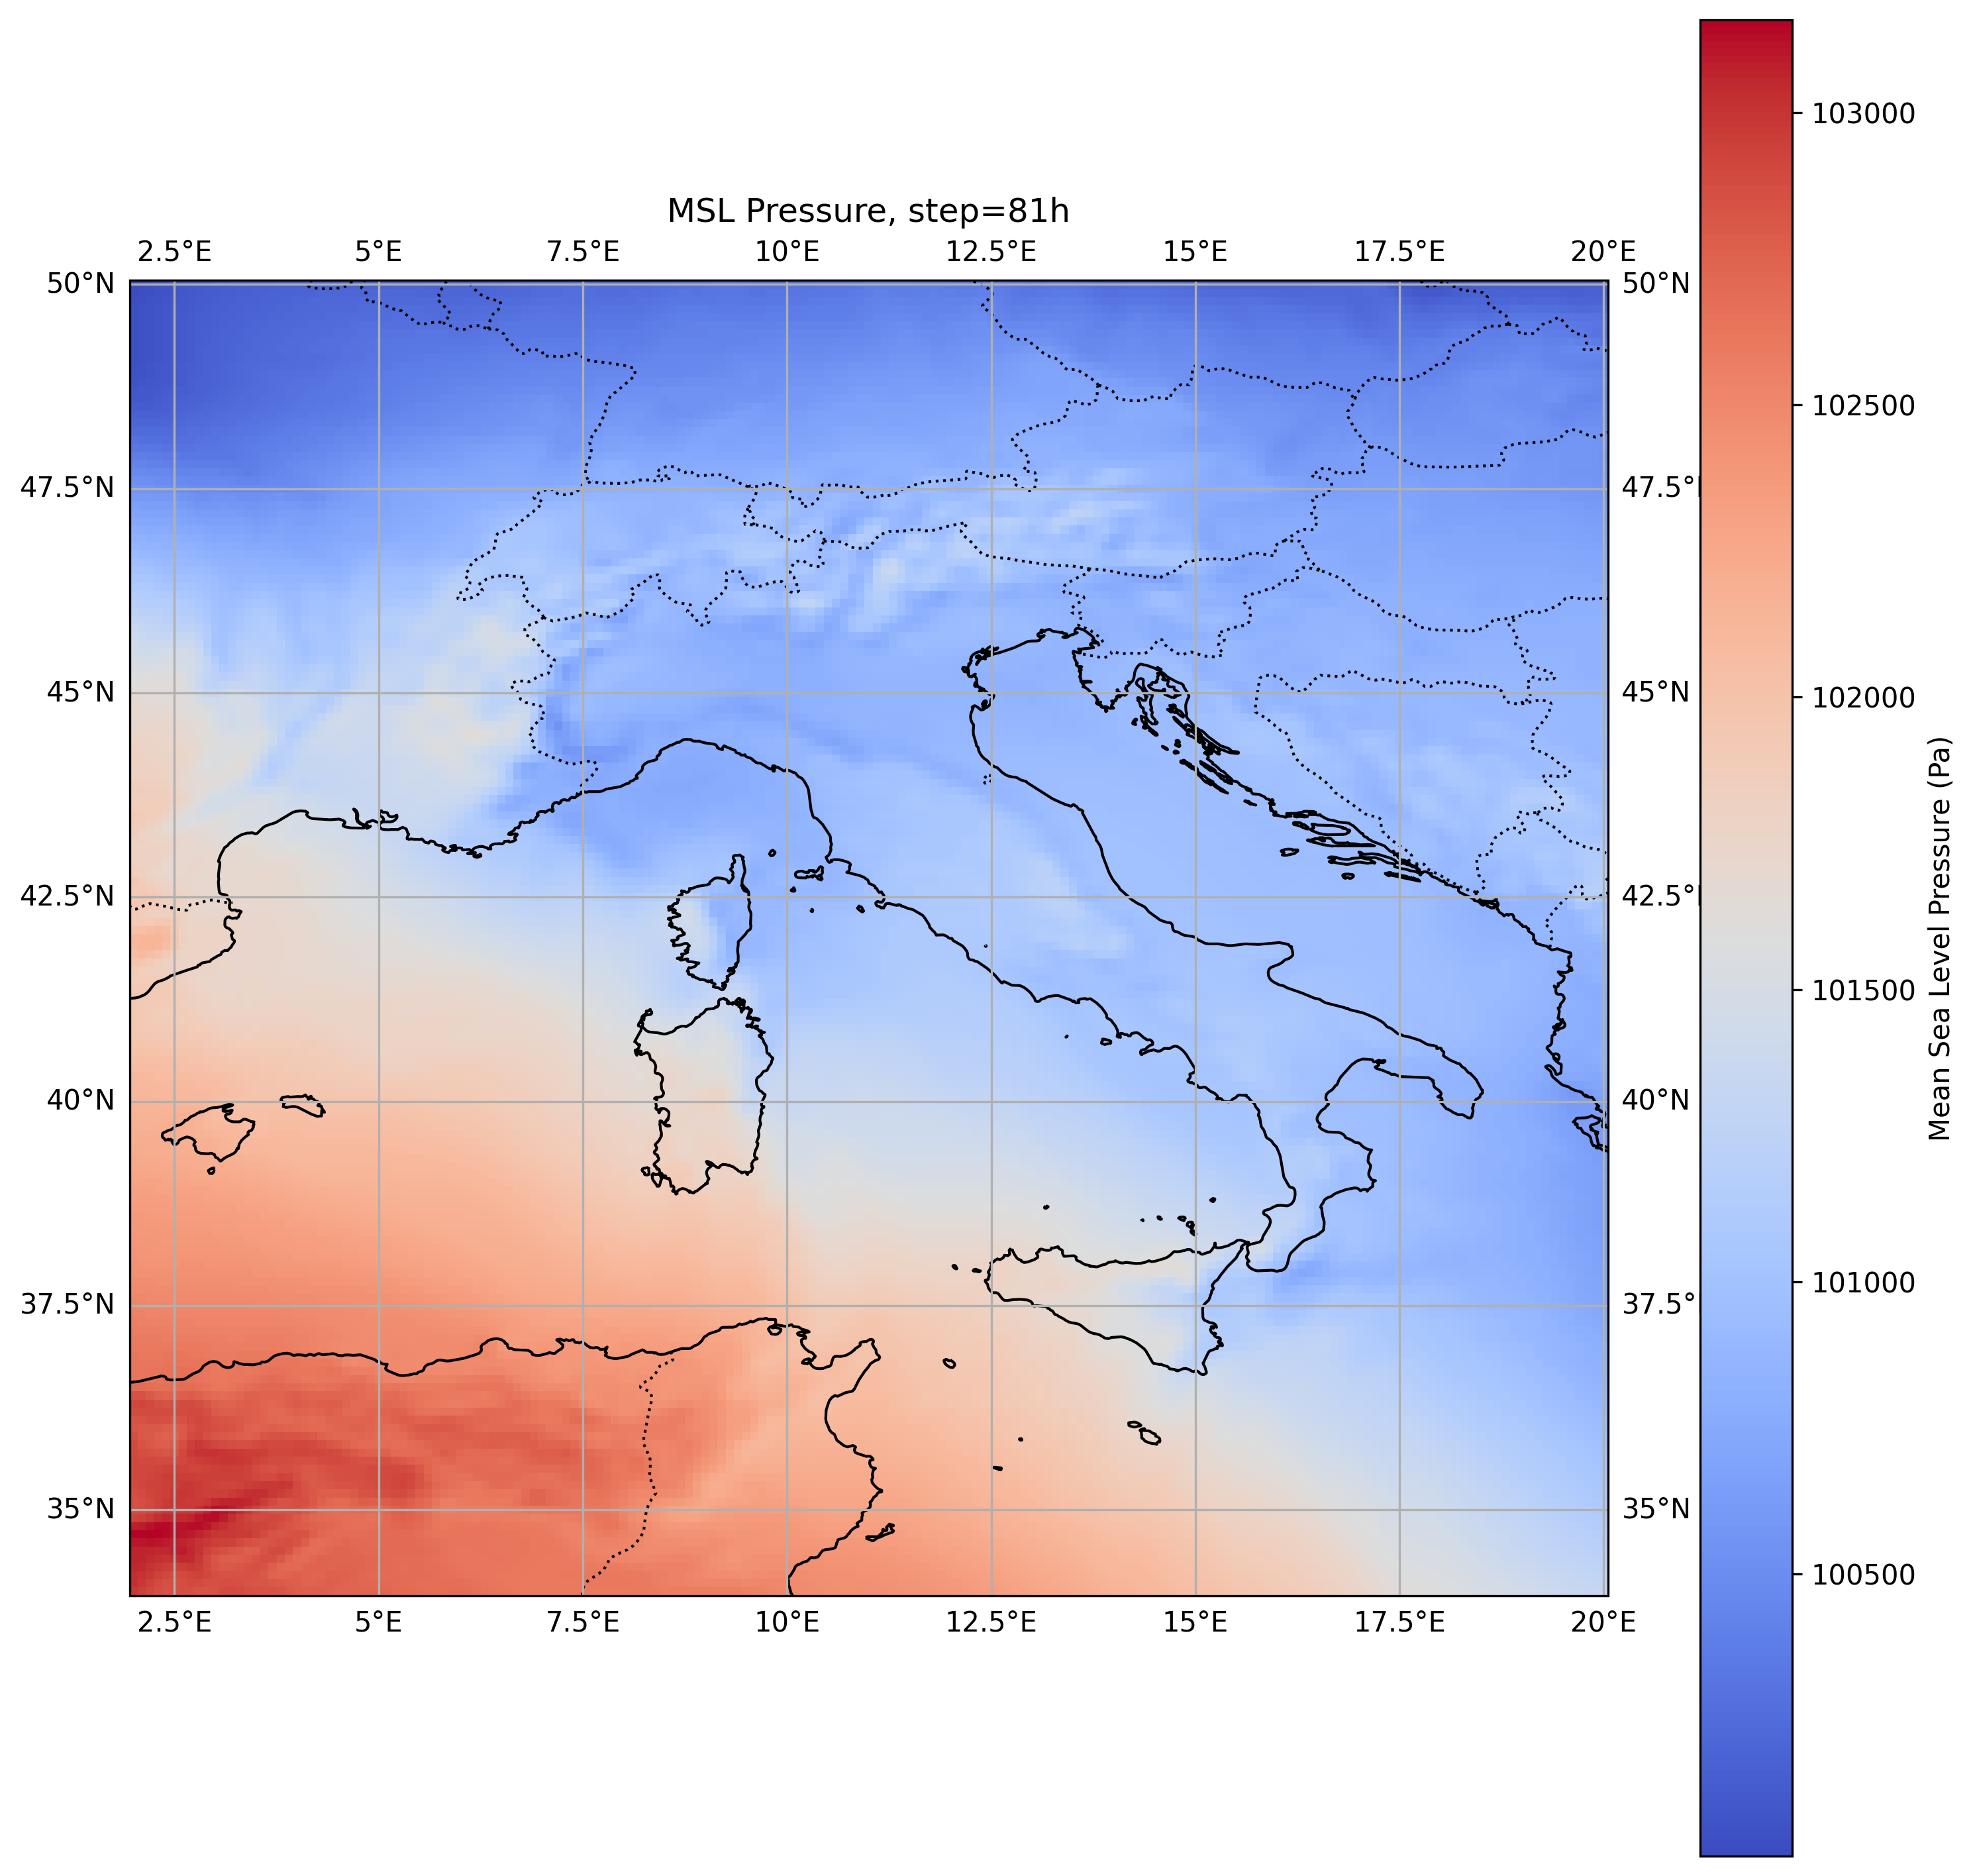 MSL Pressure, step=81h
2.5°E 5°E 7.5°E 10°E 12.5°E 15°E 17.5°E 20°E
50°N 50°N
47.5°N 47.5°
45°N 45°N
42.5°N 42.5°
40°N 40°N
37.5°N 37.5°
35°N 35°N
2.5°E 5°E 7.5°E 10°E 12.5°E 15°E 17.5°E 20°E
103000
102500
102000
101500
101000
100500
Mean Sea Level Pressure (Pa)